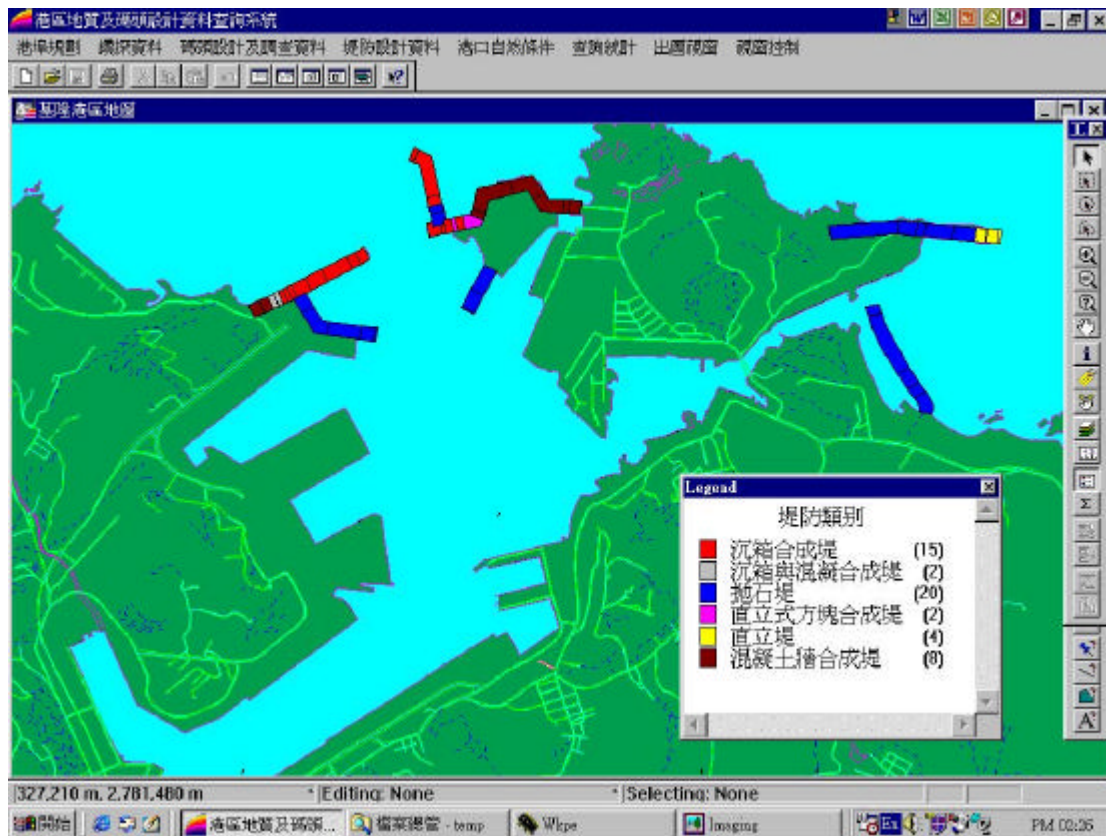 港區地質及碼頭設計資料查詢系統
港埠規劃 鑽探資料 碼頭設計及調查資料 堤防設計資料 港口自然條件 查詢統計 出圖視窗 視窗控制
基隆港區地圖
Legend
堤防類別
沉箱合成堤 (15)
沉箱與混凝合成堤 (2)
拋石堤 (20)
直立式方塊合成堤 (2)
直立堤 (4)
混凝土牆合成堤 (8)
327,210 m, 2,781,480 m Editing: None Selecting: None
開始 港區地質及碼頭... 檔案總管 - temp Wkpe Imaging En PM 02:26